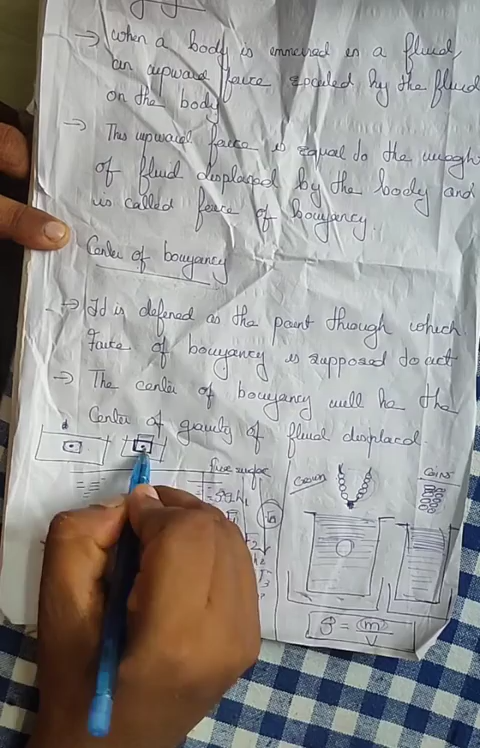 → When a body is immersed in a fluid,
an upward force exerted by the fluid
on the body
→ This upward force is equal to the weight
of fluid displaced by the body and
is called force of bouyancy.
Center of bouyancy
→ It is defined as the point through which
Force of bouyancy is supposed to act
→ The center of bouyancy will be the
Center of gravity of fluid displaced.
Free surface
Crown
Coins
ρ = m/V